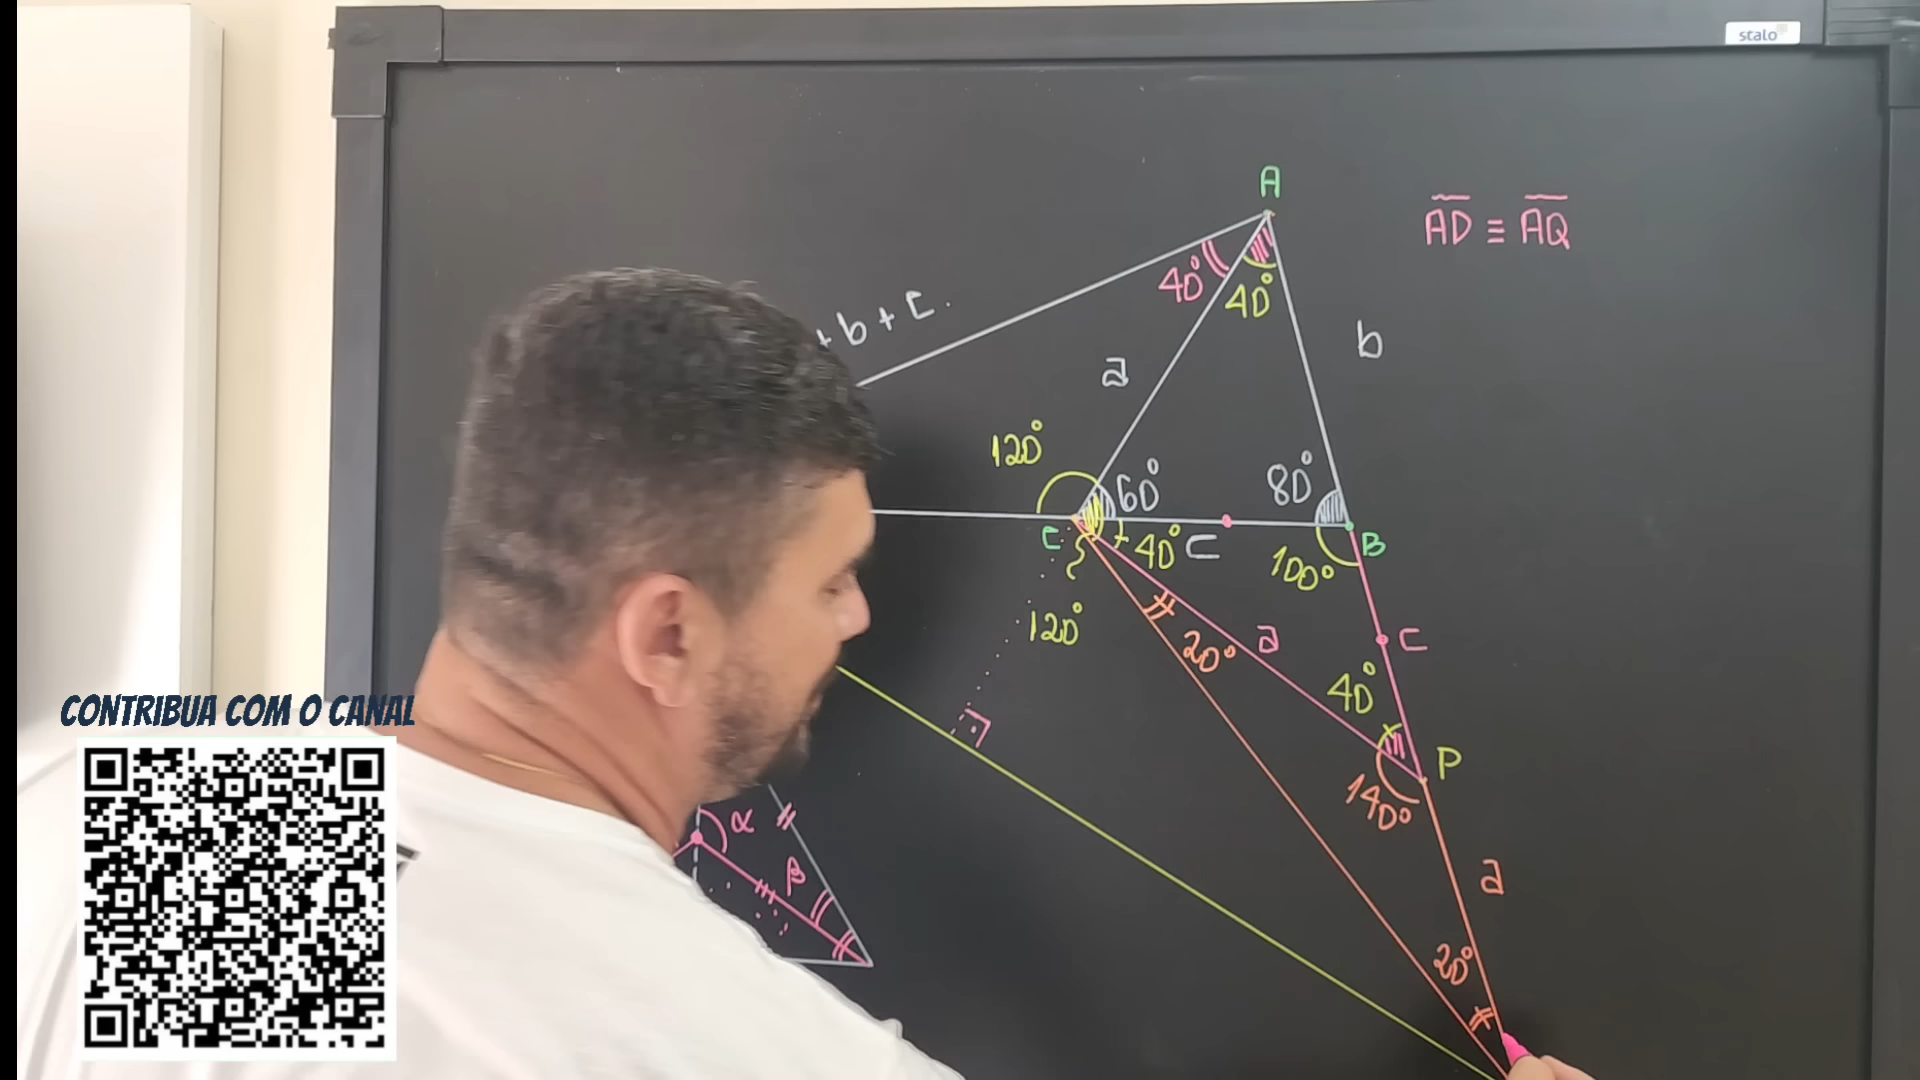 stalo
A
AD ≡ AQ
40°
40°
+ b + c.
b
a
120°
60°
80°
C
40°
C
100°
B
120°
20°
a
C
40°
P
140°
CONTRIBUA COM O CANAL
α
β
a
20°